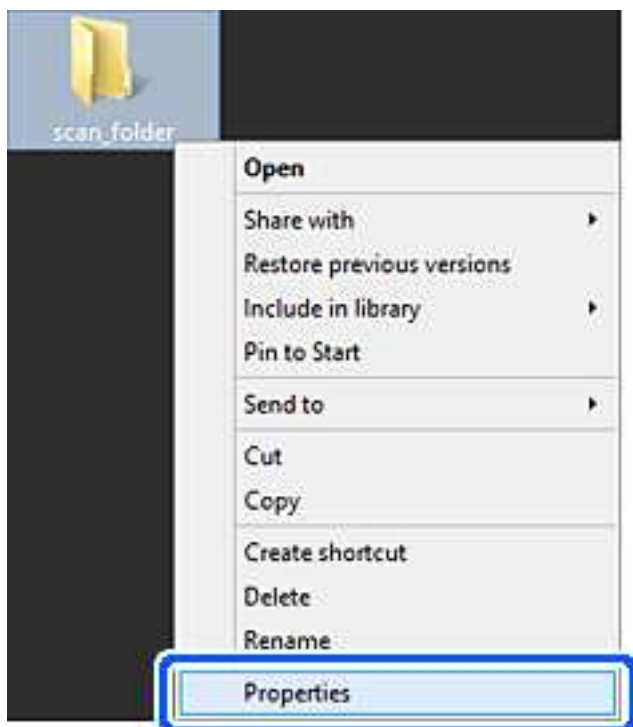 scan_folder
Open
Share with
Restore previous versions
Include in library
Pin to Start
Send to
Cut
Copy
Create shortcut
Delete
Rename
Properties